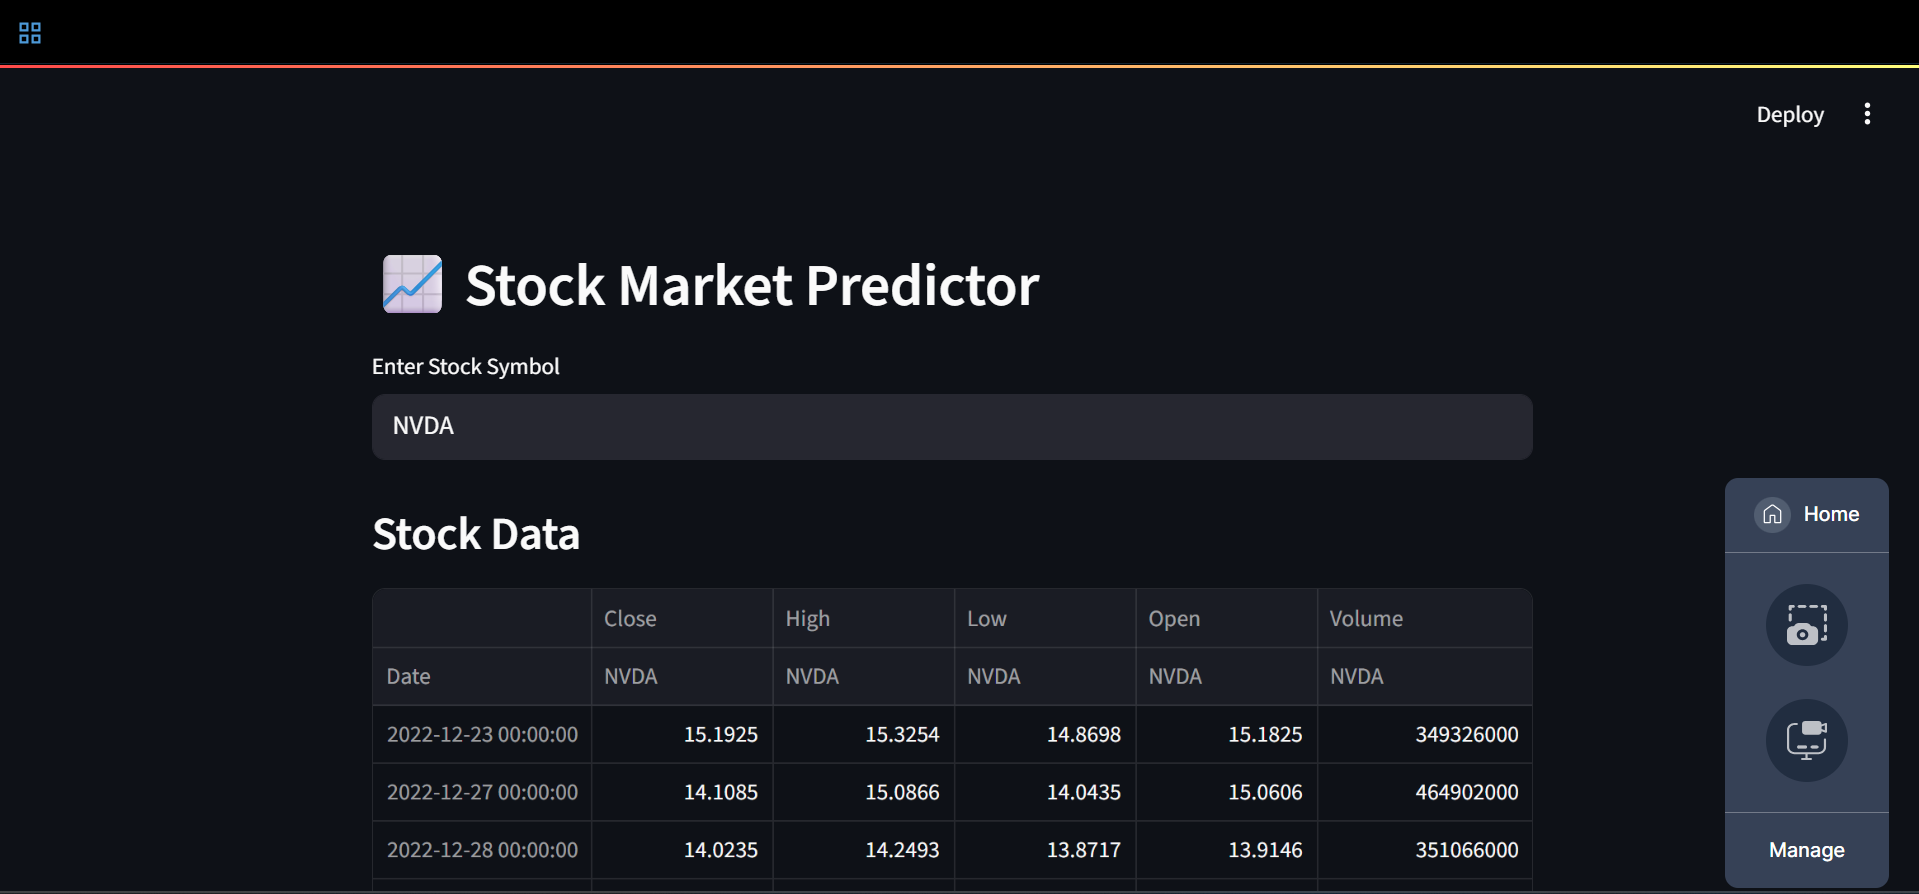 Deploy
Stock Market Predictor
Enter Stock Symbol
NVDA
Stock Data
Close High Low Open Volume
Date NVDA NVDA NVDA NVDA NVDA
2022-12-23 00:00:00 15.1925 15.3254 14.8698 15.1825 349326000
2022-12-27 00:00:00 14.1085 15.0866 14.0435 15.0606 464902000
2022-12-28 00:00:00 14.0235 14.2493 13.8717 13.9146 351066000
Home
Manage